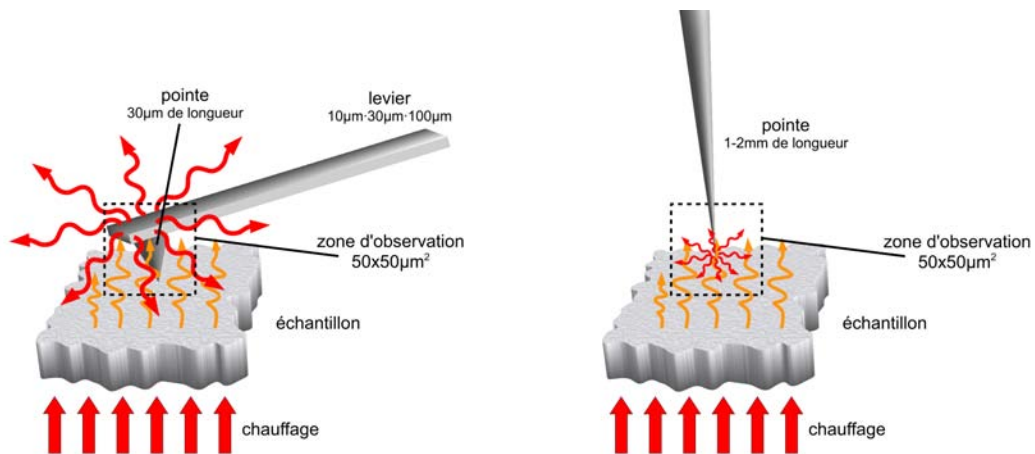 pointe
30µm de longueur
levier
10µm·30µm·100µm
zone d'observation
50x50µm²
échantillon
chauffage
pointe
1-2mm de longueur
zone d'observation
50x50µm²
échantillon
chauffage